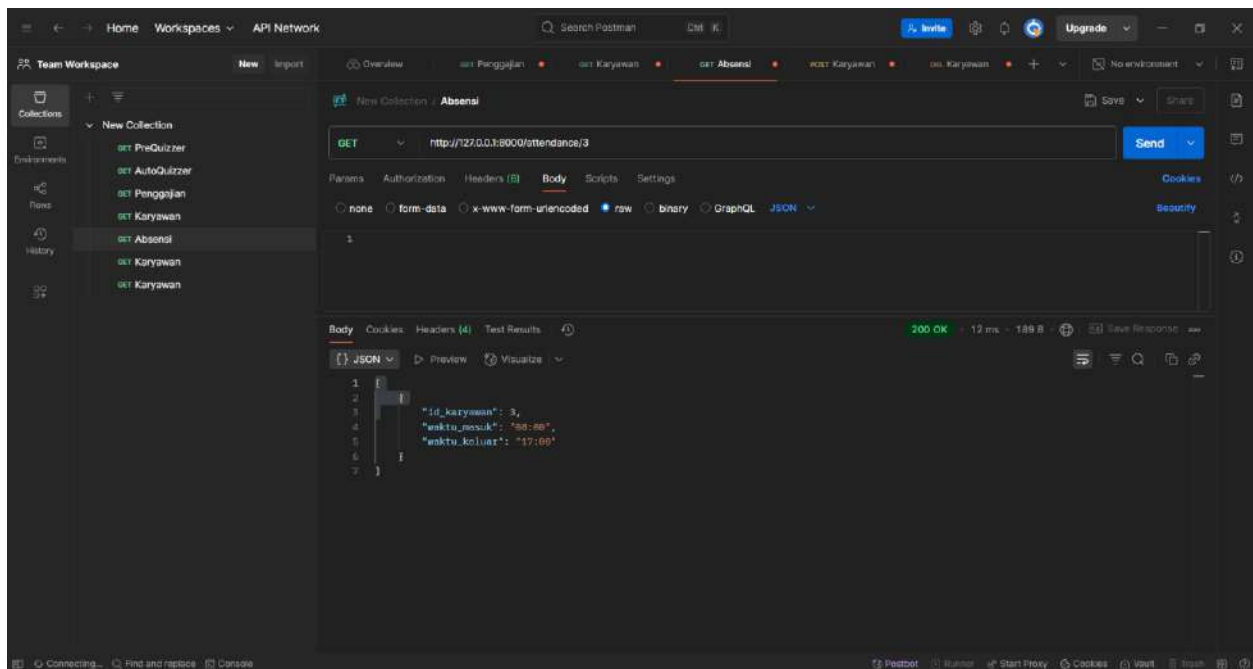 Home Workspaces API Network Search Postman Ctrl K Invite Upgrade
Team Workspace New Import Overview GET Penggajian GET Karyawan GET Absensi POST Karyawan DEL Karyawan No environment
Collections
Environments
Flows
History
New Collection
GET PreQuizzer
GET AutoQuizzer
GET Penggajian
GET Karyawan
GET Absensi
GET Karyawan
GET Karyawan
New Collection / Absensi Save Share
GET http://127.0.0.1:8000/attendance/3 Send
Params Authorization Headers (6) Body Scripts Settings Cookies
none form-data x-www-form-urlencoded raw binary GraphQL JSON Beautify
1
Body Cookies Headers (4) Test Results 200 OK 12 ms 189 B Save Response
{} JSON Preview Visualize
1 [
2 {
3 "id_karyawan": 3,
4 "waktu_masuk": "08:00",
5 "waktu_keluar": "17:00"
6 }
7 ]
Connecting... Find and replace Console Postbot Runner Start Proxy Cookies Vault Trash